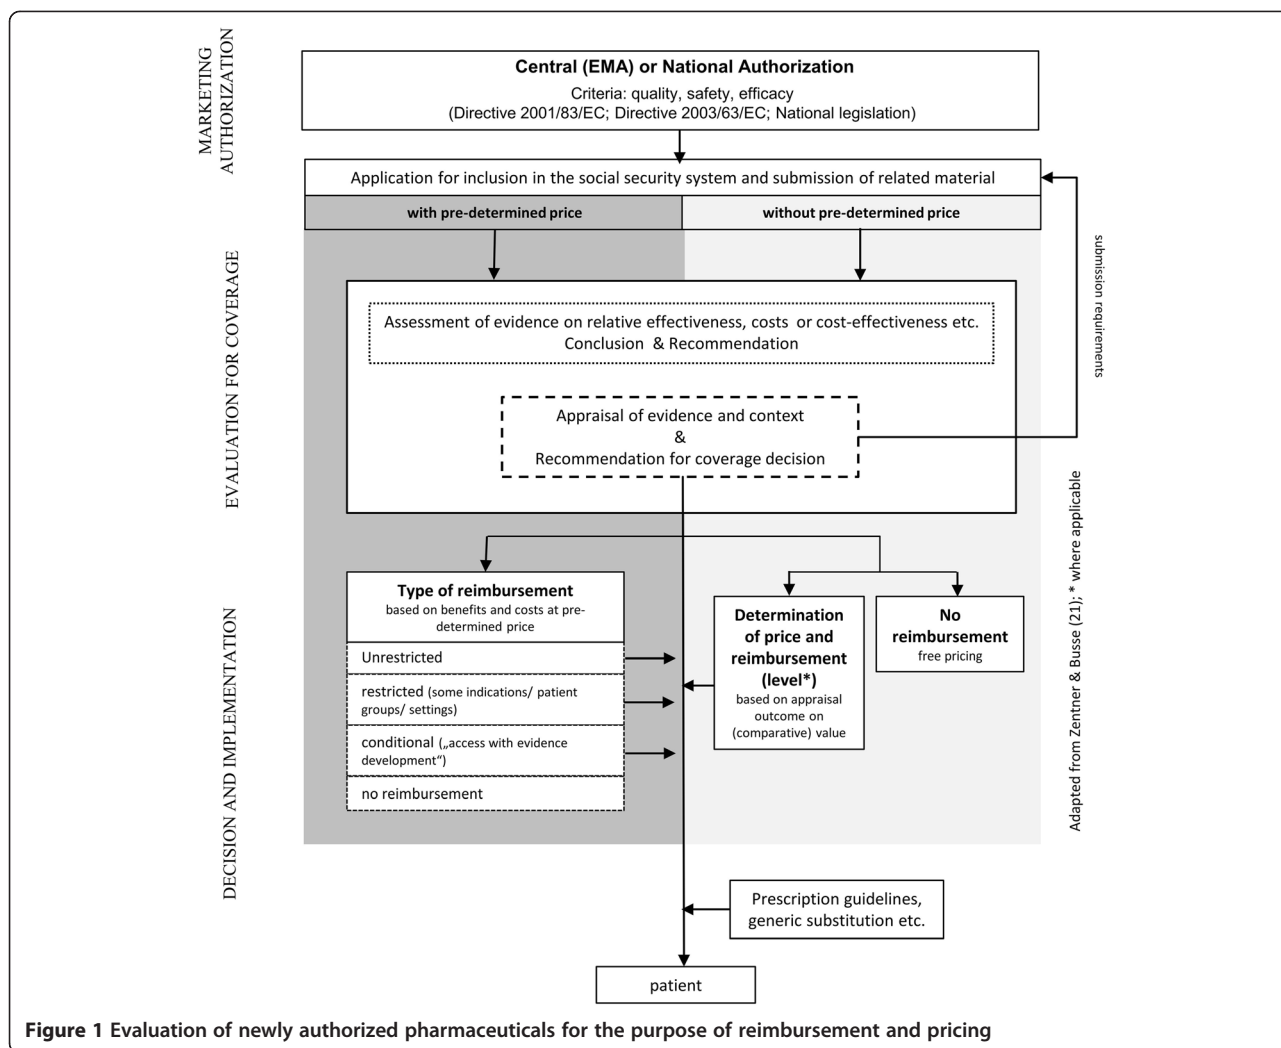 MARKETING
AUTHORIZATION
Central (EMA) or National Authorization
Criteria: quality, safety, efficacy
(Directive 2001/83/EC; Directive 2003/63/EC; National legislation)
Application for inclusion in the social security system and submission of related material
with pre-determined price
without pre-determined price
submission requirements
EVALUATION FOR COVERAGE
Assessment of evidence on relative effectiveness, costs or cost-effectiveness etc.
Conclusion & Recommendation
Appraisal of evidence and context
&
Recommendation for coverage decision
DECISION AND IMPLEMENTATION
Type of reimbursement
based on benefits and costs at pre-
determined price
Unrestricted
restricted (some indications/ patient
groups/ settings)
conditional („access with evidence
development“)
no reimbursement
Determination
of price and
reimbursement
(level*)
based on appraisal
outcome on
(comparative) value
No
reimbursement
free pricing
Adapted from Zentner & Busse (21); * where applicable
Prescription guidelines,
generic substitution etc.
patient
Figure 1 Evaluation of newly authorized pharmaceuticals for the purpose of reimbursement and pricing